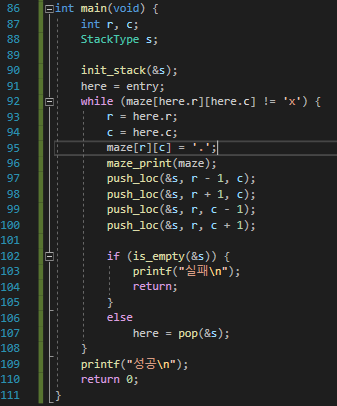 86 int main(void) {
87 int r, c;
88 StackType s;
89
90 init_stack(&s);
91 here = entry;
92 while (maze[here.r][here.c] != 'x') {
93 r = here.r;
94 c = here.c;
95 maze[r][c] = '.';
96 maze_print(maze);
97 push_loc(&s, r - 1, c);
98 push_loc(&s, r + 1, c);
99 push_loc(&s, r, c - 1);
100 push_loc(&s, r, c + 1);
101
102 if (is_empty(&s)) {
103 printf("실패\n");
104 return;
105 }
106 else
107 here = pop(&s);
108 }
109 printf("성공\n");
110 return 0;
111 }